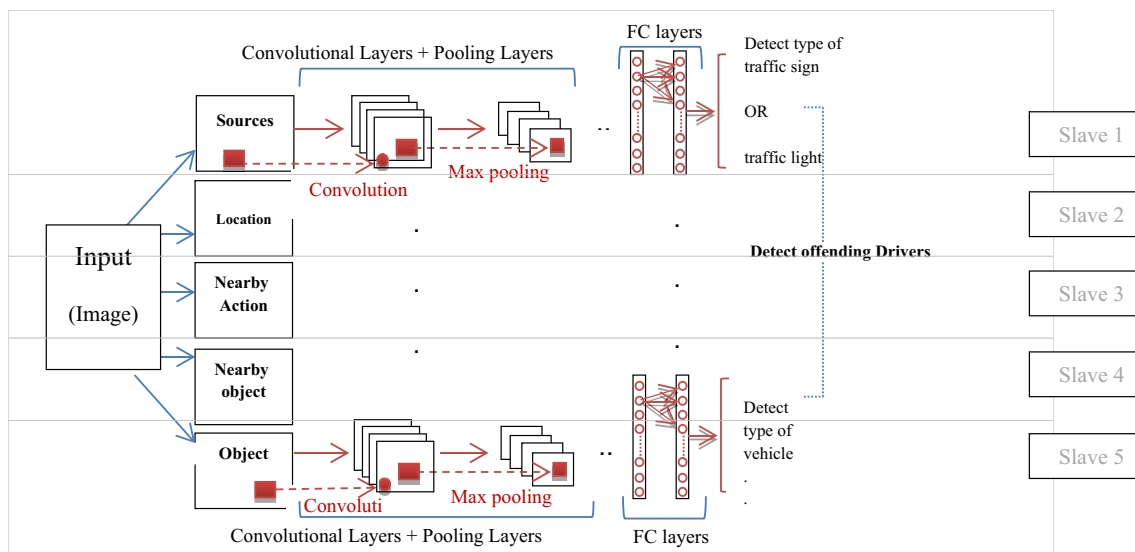 Convolutional Layers + Pooling Layers
FC layers
Detect type of
traffic sign
OR
traffic light
Sources
..
Convolution
Max pooling
Slave 1
Location
.
.
Slave 2
Input
(Image)
Detect offending Drivers
Nearby
Action
.
.
Slave 3
Nearby
object
.
.
Slave 4
Object
..
Detect
type of
vehicle
.
.
Convoluti
Max pooling
Slave 5
Convolutional Layers + Pooling Layers
FC layers